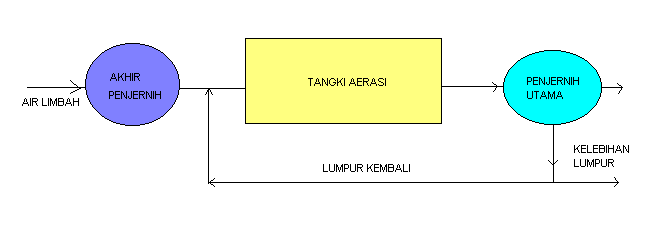 AKHIR
PENJERNIH
AIR LIMBAH
TANGKI AERASI
PENJERNIH
UTAMA
KELEBIHAN
LUMPUR
LUMPUR KEMBALI